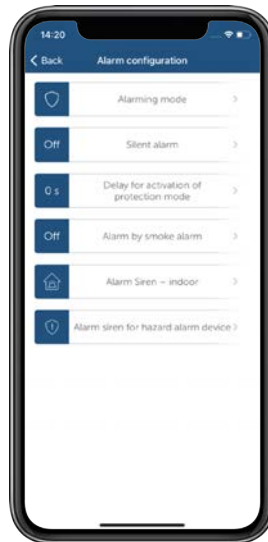 14:20
Back
Alarm configuration
Alarming mode
Off
Silent alarm
0 s
Delay for activation of
protection mode
Off
Alarm by smoke alarm
Alarm Siren – indoor
Alarm siren for hazard alarm device